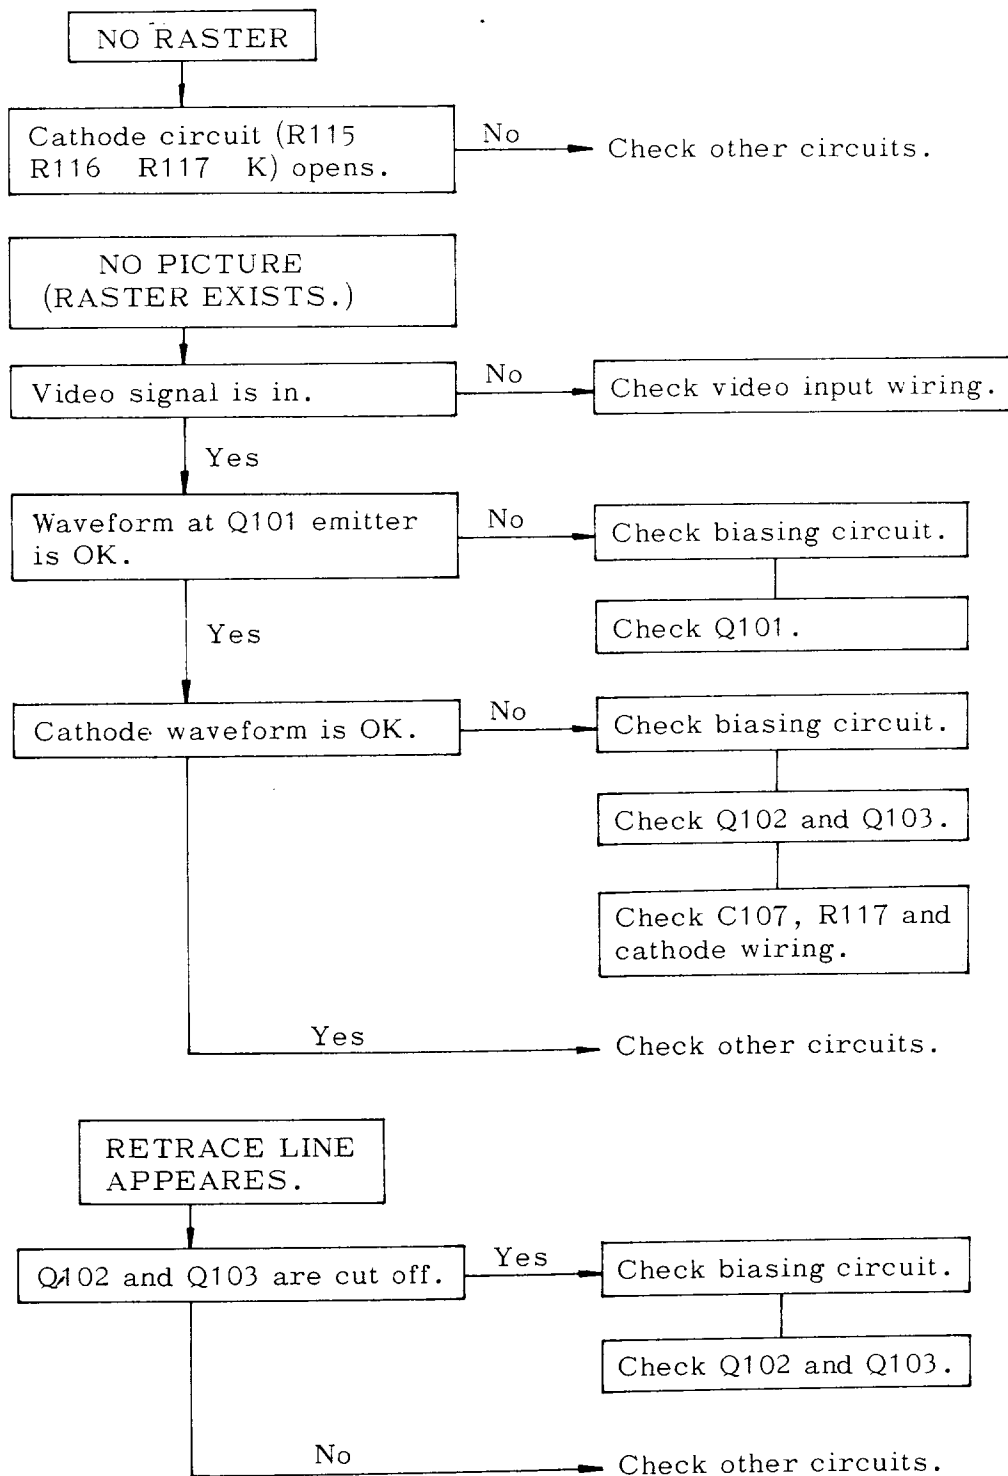 NO RASTER
Cathode circuit (R115
R116 R117 K) opens.
No
Check other circuits.
NO PICTURE
(RASTER EXISTS.)
Video signal is in.
No
Check video input wiring.
Yes
Waveform at Q101 emitter
is OK.
No
Check biasing circuit.
Check Q101.
Yes
Cathode waveform is OK.
No
Check biasing circuit.
Check Q102 and Q103.
Check C107, R117 and
cathode wiring.
Yes
Check other circuits.
RETRACE LINE
APPEARES.
Q102 and Q103 are cut off.
Yes
Check biasing circuit.
Check Q102 and Q103.
No
Check other circuits.